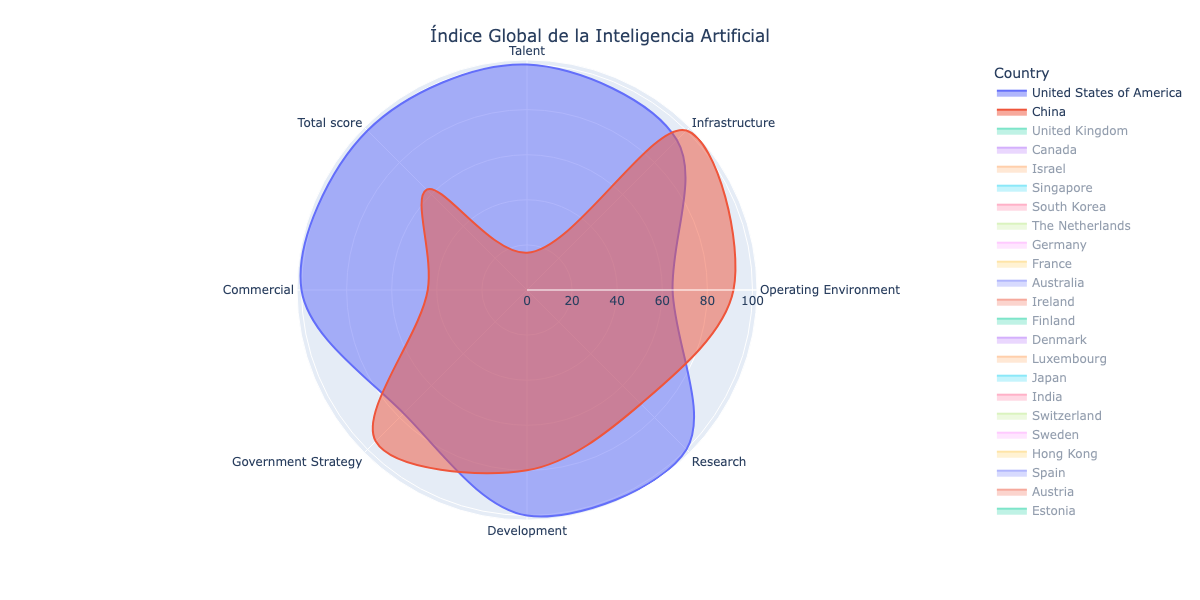 Índice Global de la Inteligencia Artificial
Talent
Total score
Infrastructure
Commercial
0 20 40 60 80 100
Operating Environment
Government Strategy
Research
Development
Country
United States of America
China
United Kingdom
Canada
Israel
Singapore
South Korea
The Netherlands
Germany
France
Australia
Ireland
Finland
Denmark
Luxembourg
Japan
India
Switzerland
Sweden
Hong Kong
Spain
Austria
Estonia